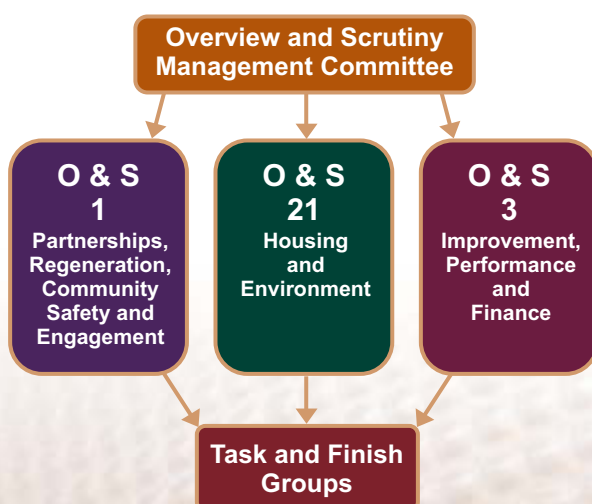 Overview and Scrutiny
Management Committee
O & S
1
Partnerships,
Regeneration,
Community
Safety and
Engagement
O & S
21
Housing
and
Environment
O & S
3
Improvement,
Performance
and
Finance
Task and Finish
Groups